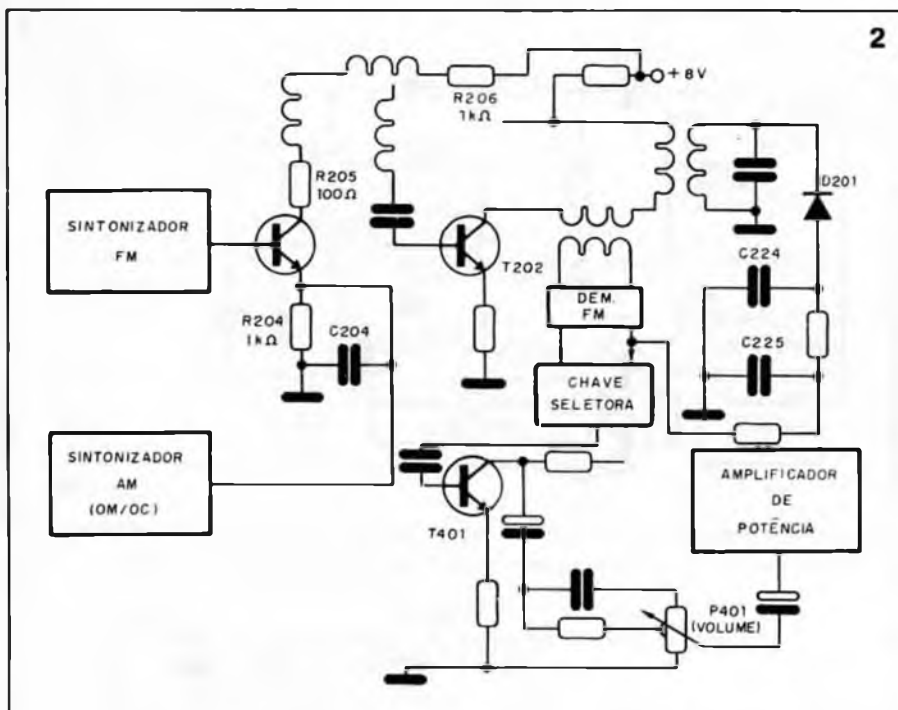 2
+8V
R206
1kΩ
R205
100Ω
D201
SINTONIZADOR
FM
T202
C224
R204
1kΩ
C204
DEM.
FM
C225
CHAVE
SELETORA
SINTONIZADOR
AM
(OM/OC)
T401
AMPLIFICADOR
DE
POTÊNCIA
P401
(VOLUME)